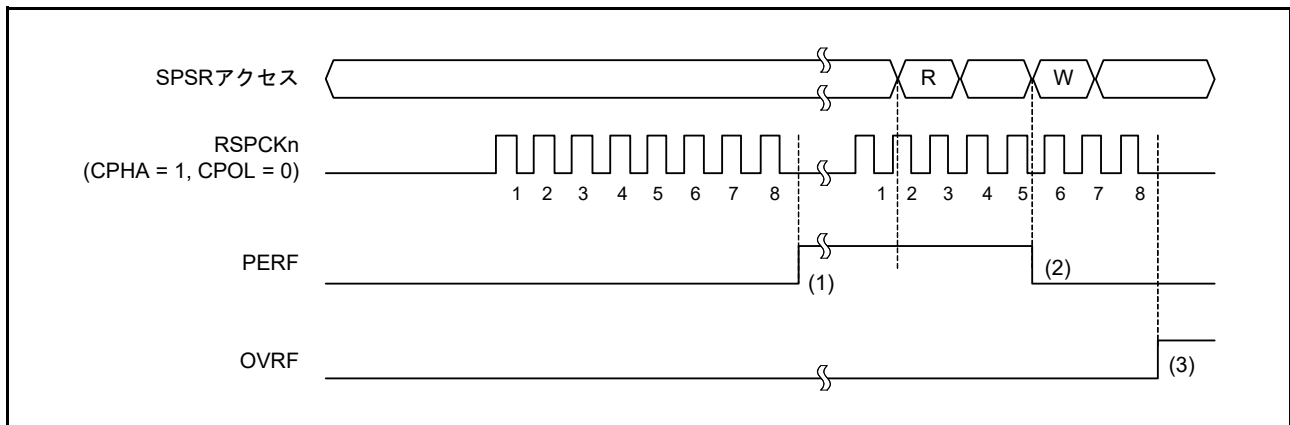 SPSRアクセス
R
W
RSPCKn
(CPHA = 1, CPOL = 0)
1 2 3 4 5 6 7 8 1 2 3 4 5 6 7 8
PERF
(1)
(2)
OVRF
(3)